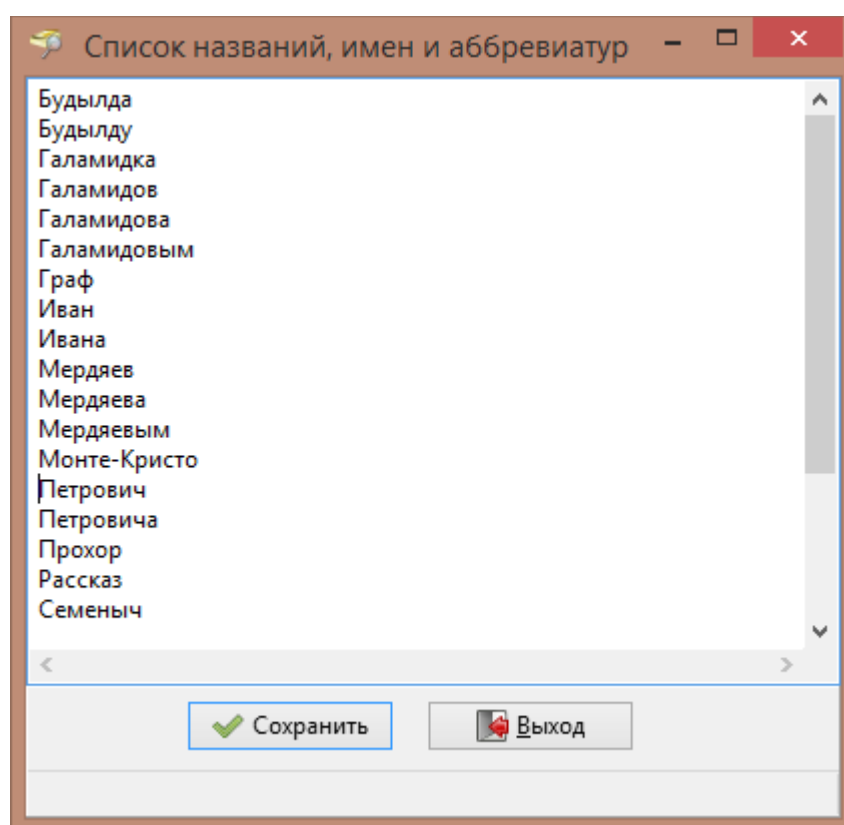 Список названий, имен и аббревиатур
Будылда
Будылду
Галамидка
Галамидов
Галамидова
Галамидовым
Граф
Иван
Ивана
Мердяев
Мердяева
Мердяевым
Монте-Кристо
Петрович
Петровича
Прохор
Рассказ
Семеныч
Сохранить
Выход